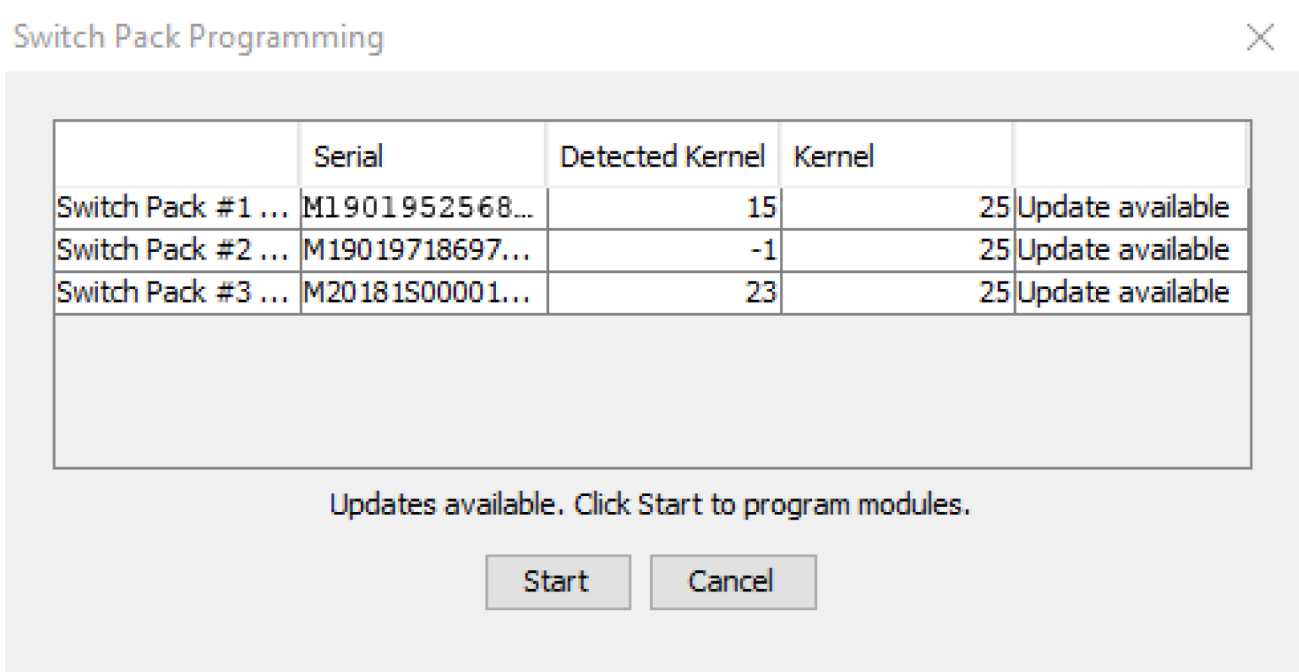 Switch Pack Programming
Serial Detected Kernel Kernel
Switch Pack #1 ... M1901952568... 15 25 Update available
Switch Pack #2 ... M19019718697... -1 25 Update available
Switch Pack #3 ... M20181S00001... 23 25 Update available
Updates available. Click Start to program modules.
Start Cancel